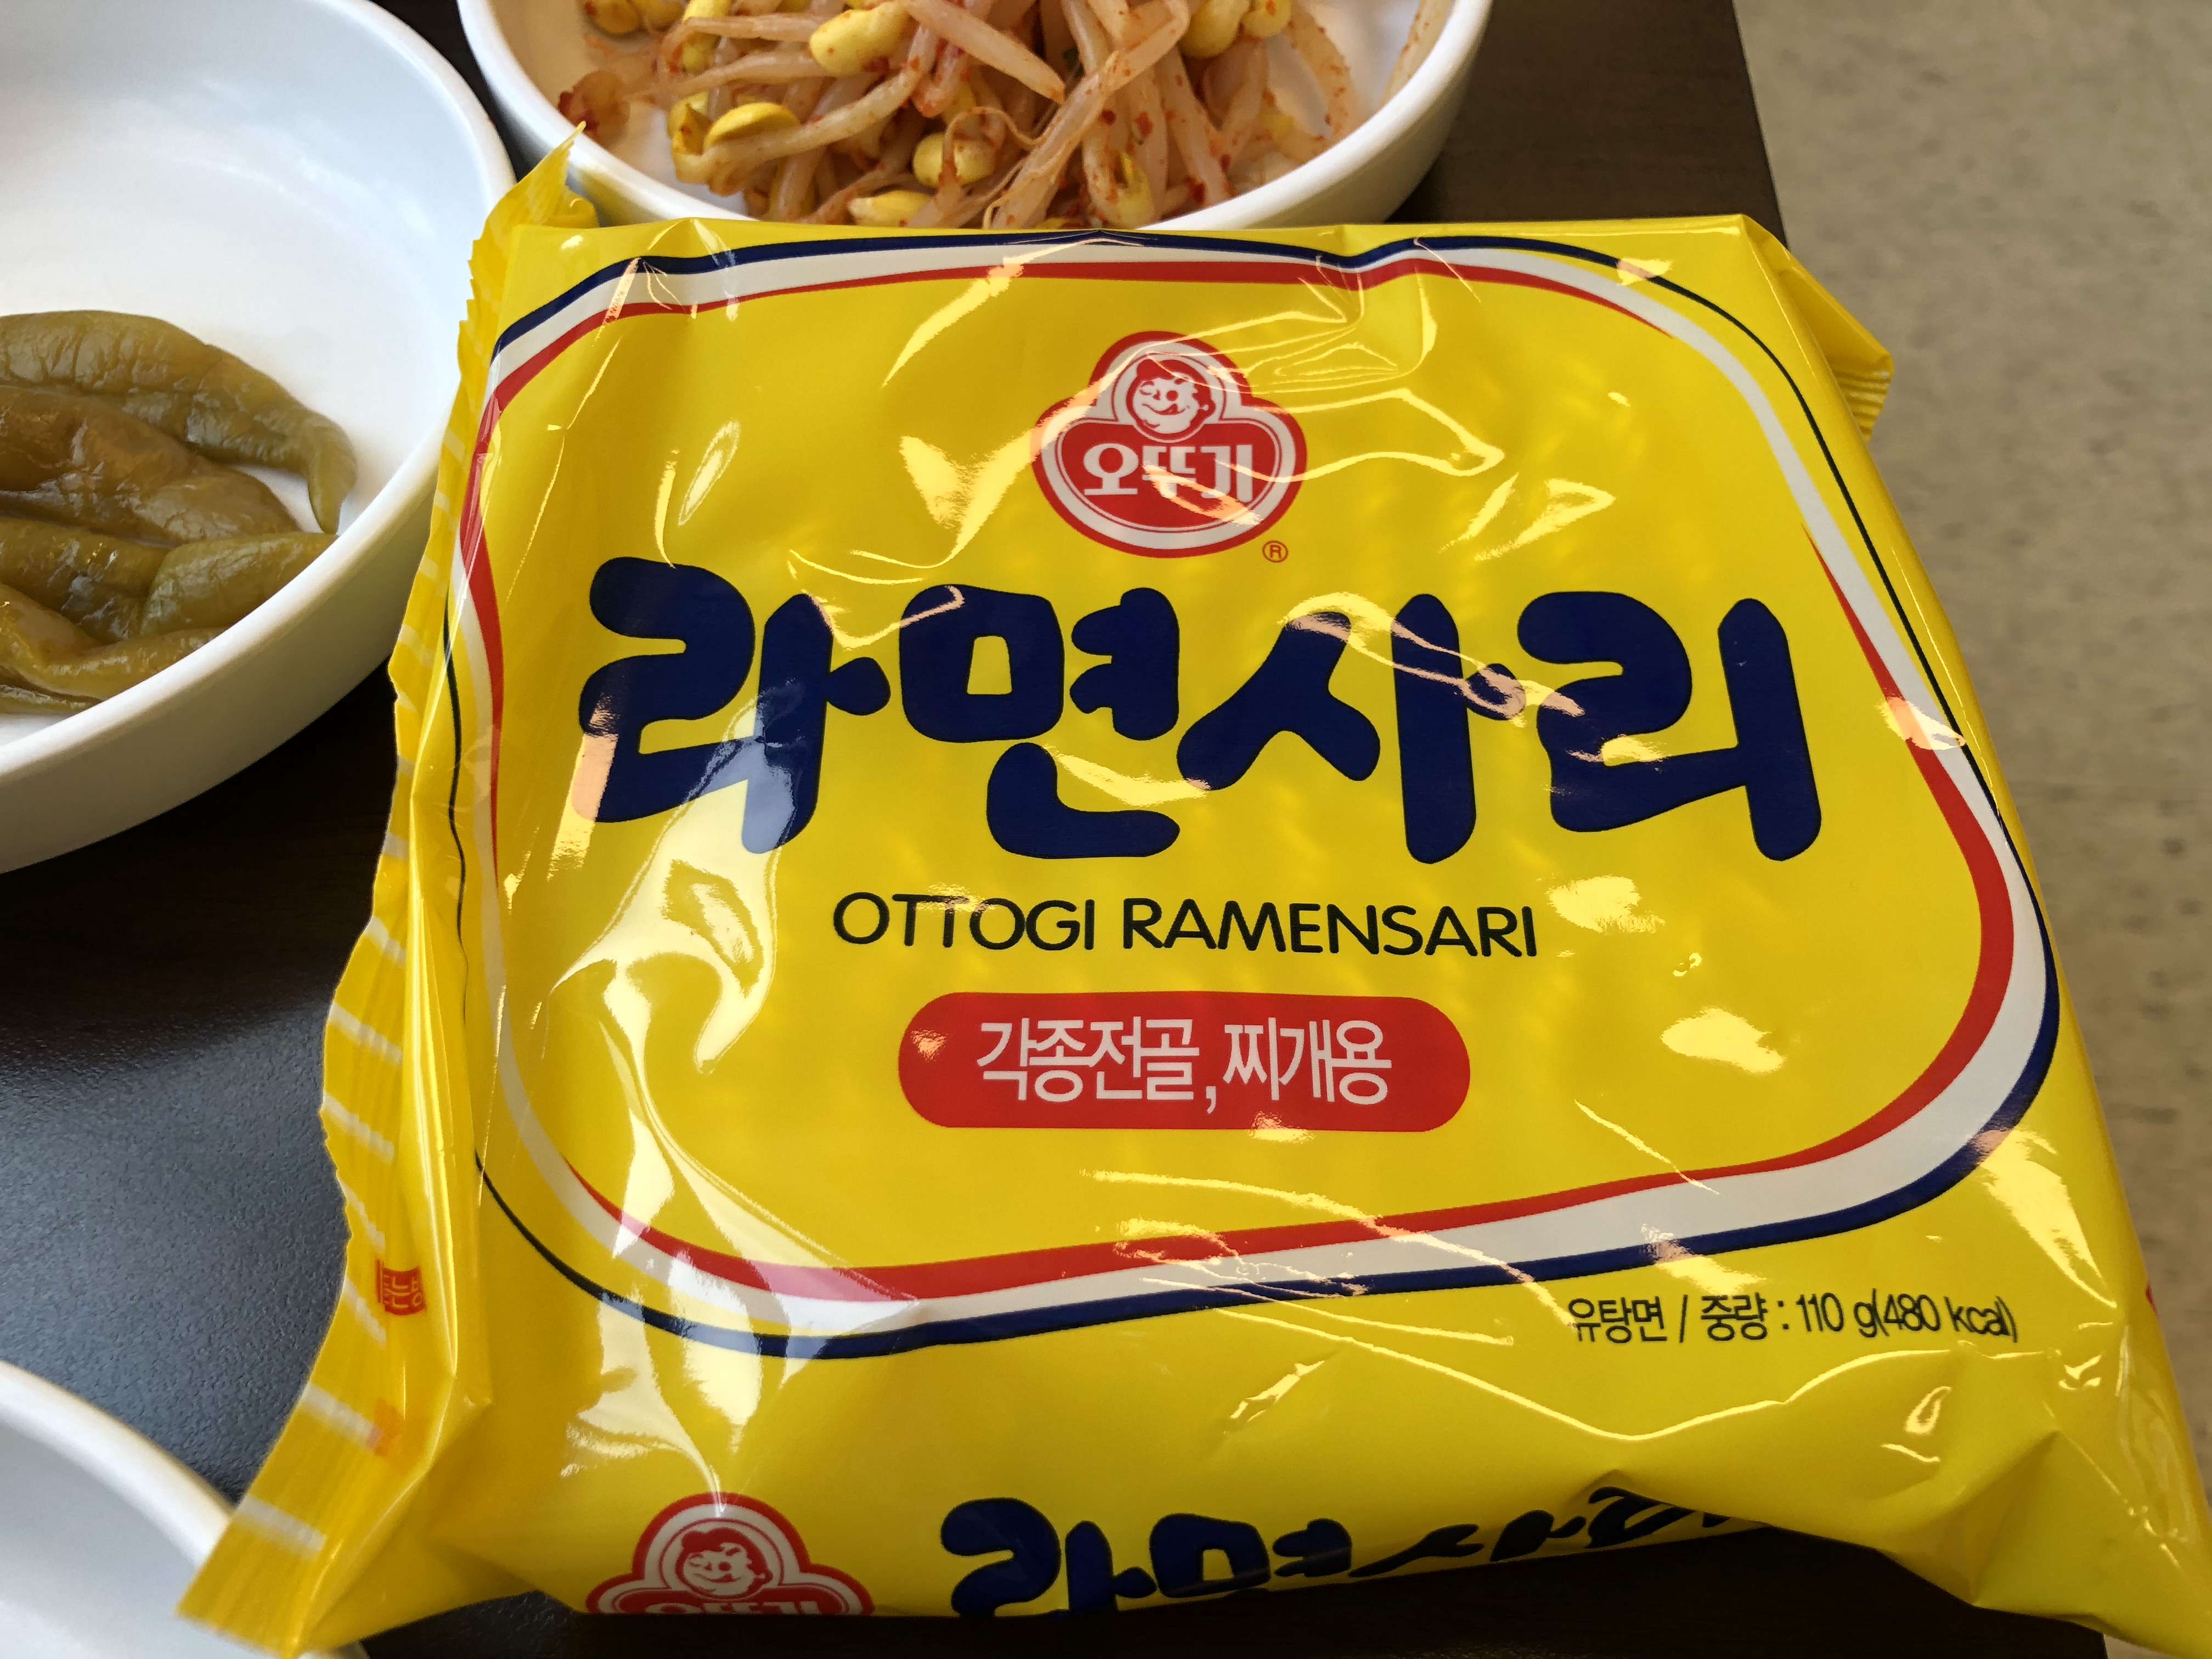 오뚜기
®
라면사리
OTTOGI RAMENSARI
각종전골, 찌개용
유탕면 / 중량 : 110 g(480 kcal)
오뚜기
라면사리